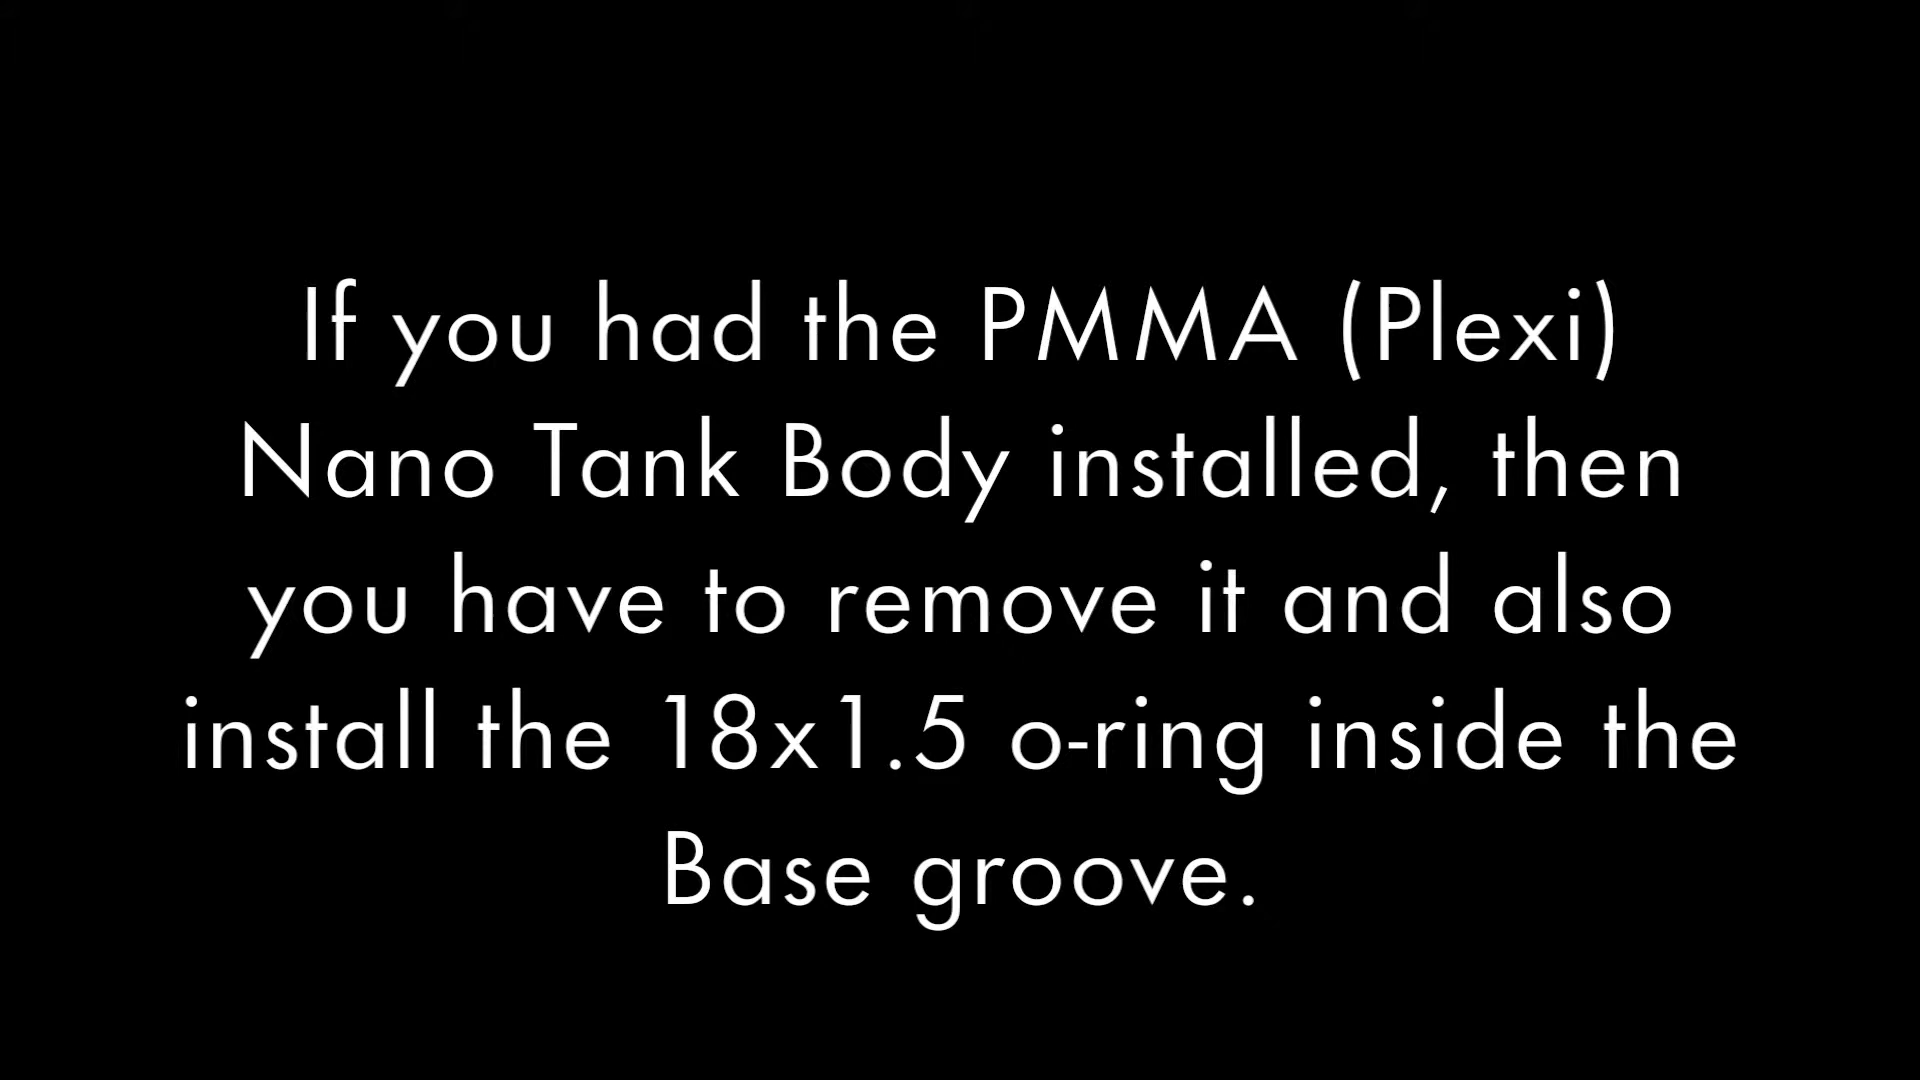 If you had the PMMA (Plexi)
Nano Tank Body installed, then
you have to remove it and also
install the 18x1.5 o-ring inside the
Base groove.